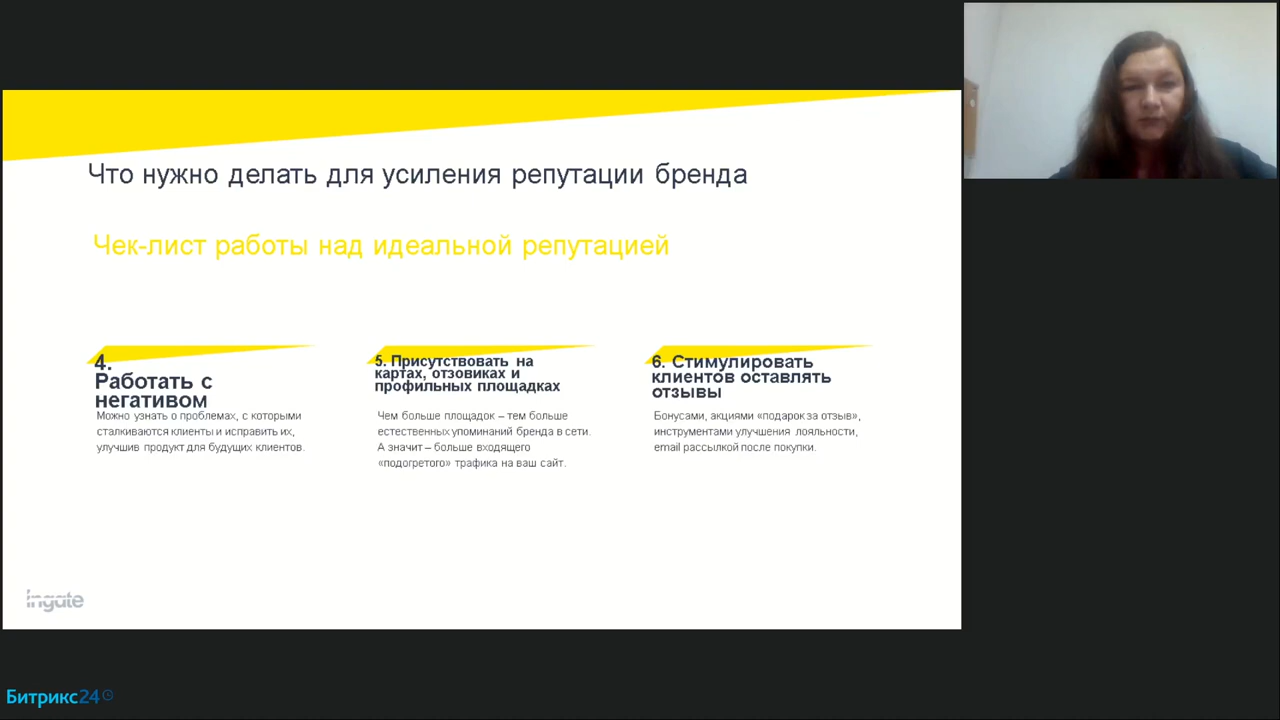 Что нужно делать для усиления репутации бренда
Чек-лист работы над идеальной репутацией
4.
Работать с
негативом
Можно узнать о проблемах, с которыми
сталкиваются клиенты и исправить их,
улучшив продукт для будущих клиентов.
5. Присутствовать на
картах, отзовиках и
профильных площадках
Чем больше площадок – тем больше
естественных упоминаний бренда в сети.
А значит – больше входящего
«подогретого» трафика на ваш сайт.
6. Стимулировать
клиентов оставлять
отзывы
Бонусами, акциями «подарок за отзыв»,
инструментами улучшения лояльности,
email рассылкой после покупки.
ingate
Битрикс24